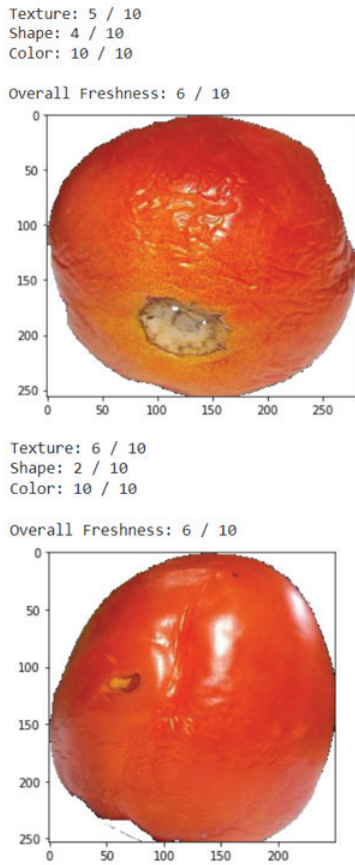 Texture: 5 / 10
Shape: 4 / 10
Color: 10 / 10
Overall Freshness: 6 / 10
0
50
100
150
200
250
0 50 100 150 200 250
Texture: 6 / 10
Shape: 2 / 10
Color: 10 / 10
Overall Freshness: 6 / 10
0
50
100
150
200
250
0 50 100 150 200